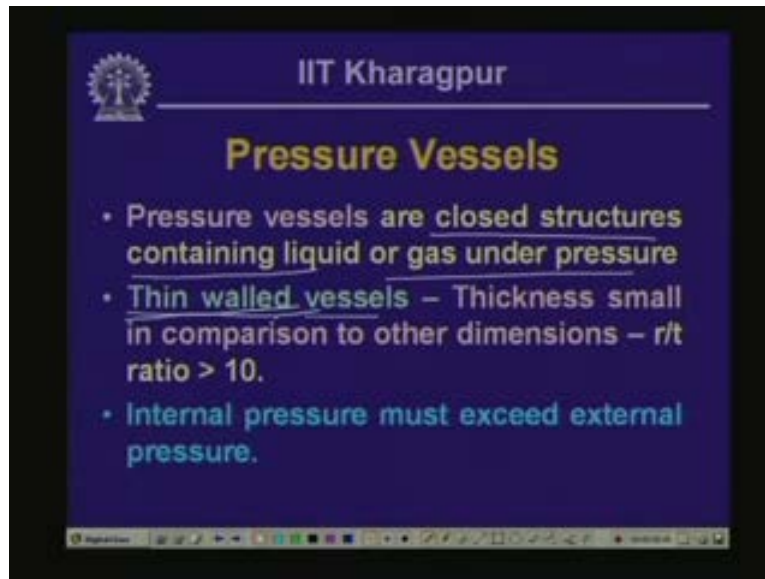 IIT Kharagpur
Pressure Vessels
• Pressure vessels are closed structures
containing liquid or gas under pressure
• Thin walled vessels – Thickness small
in comparison to other dimensions – r/t
ratio > 10.
• Internal pressure must exceed external
pressure.